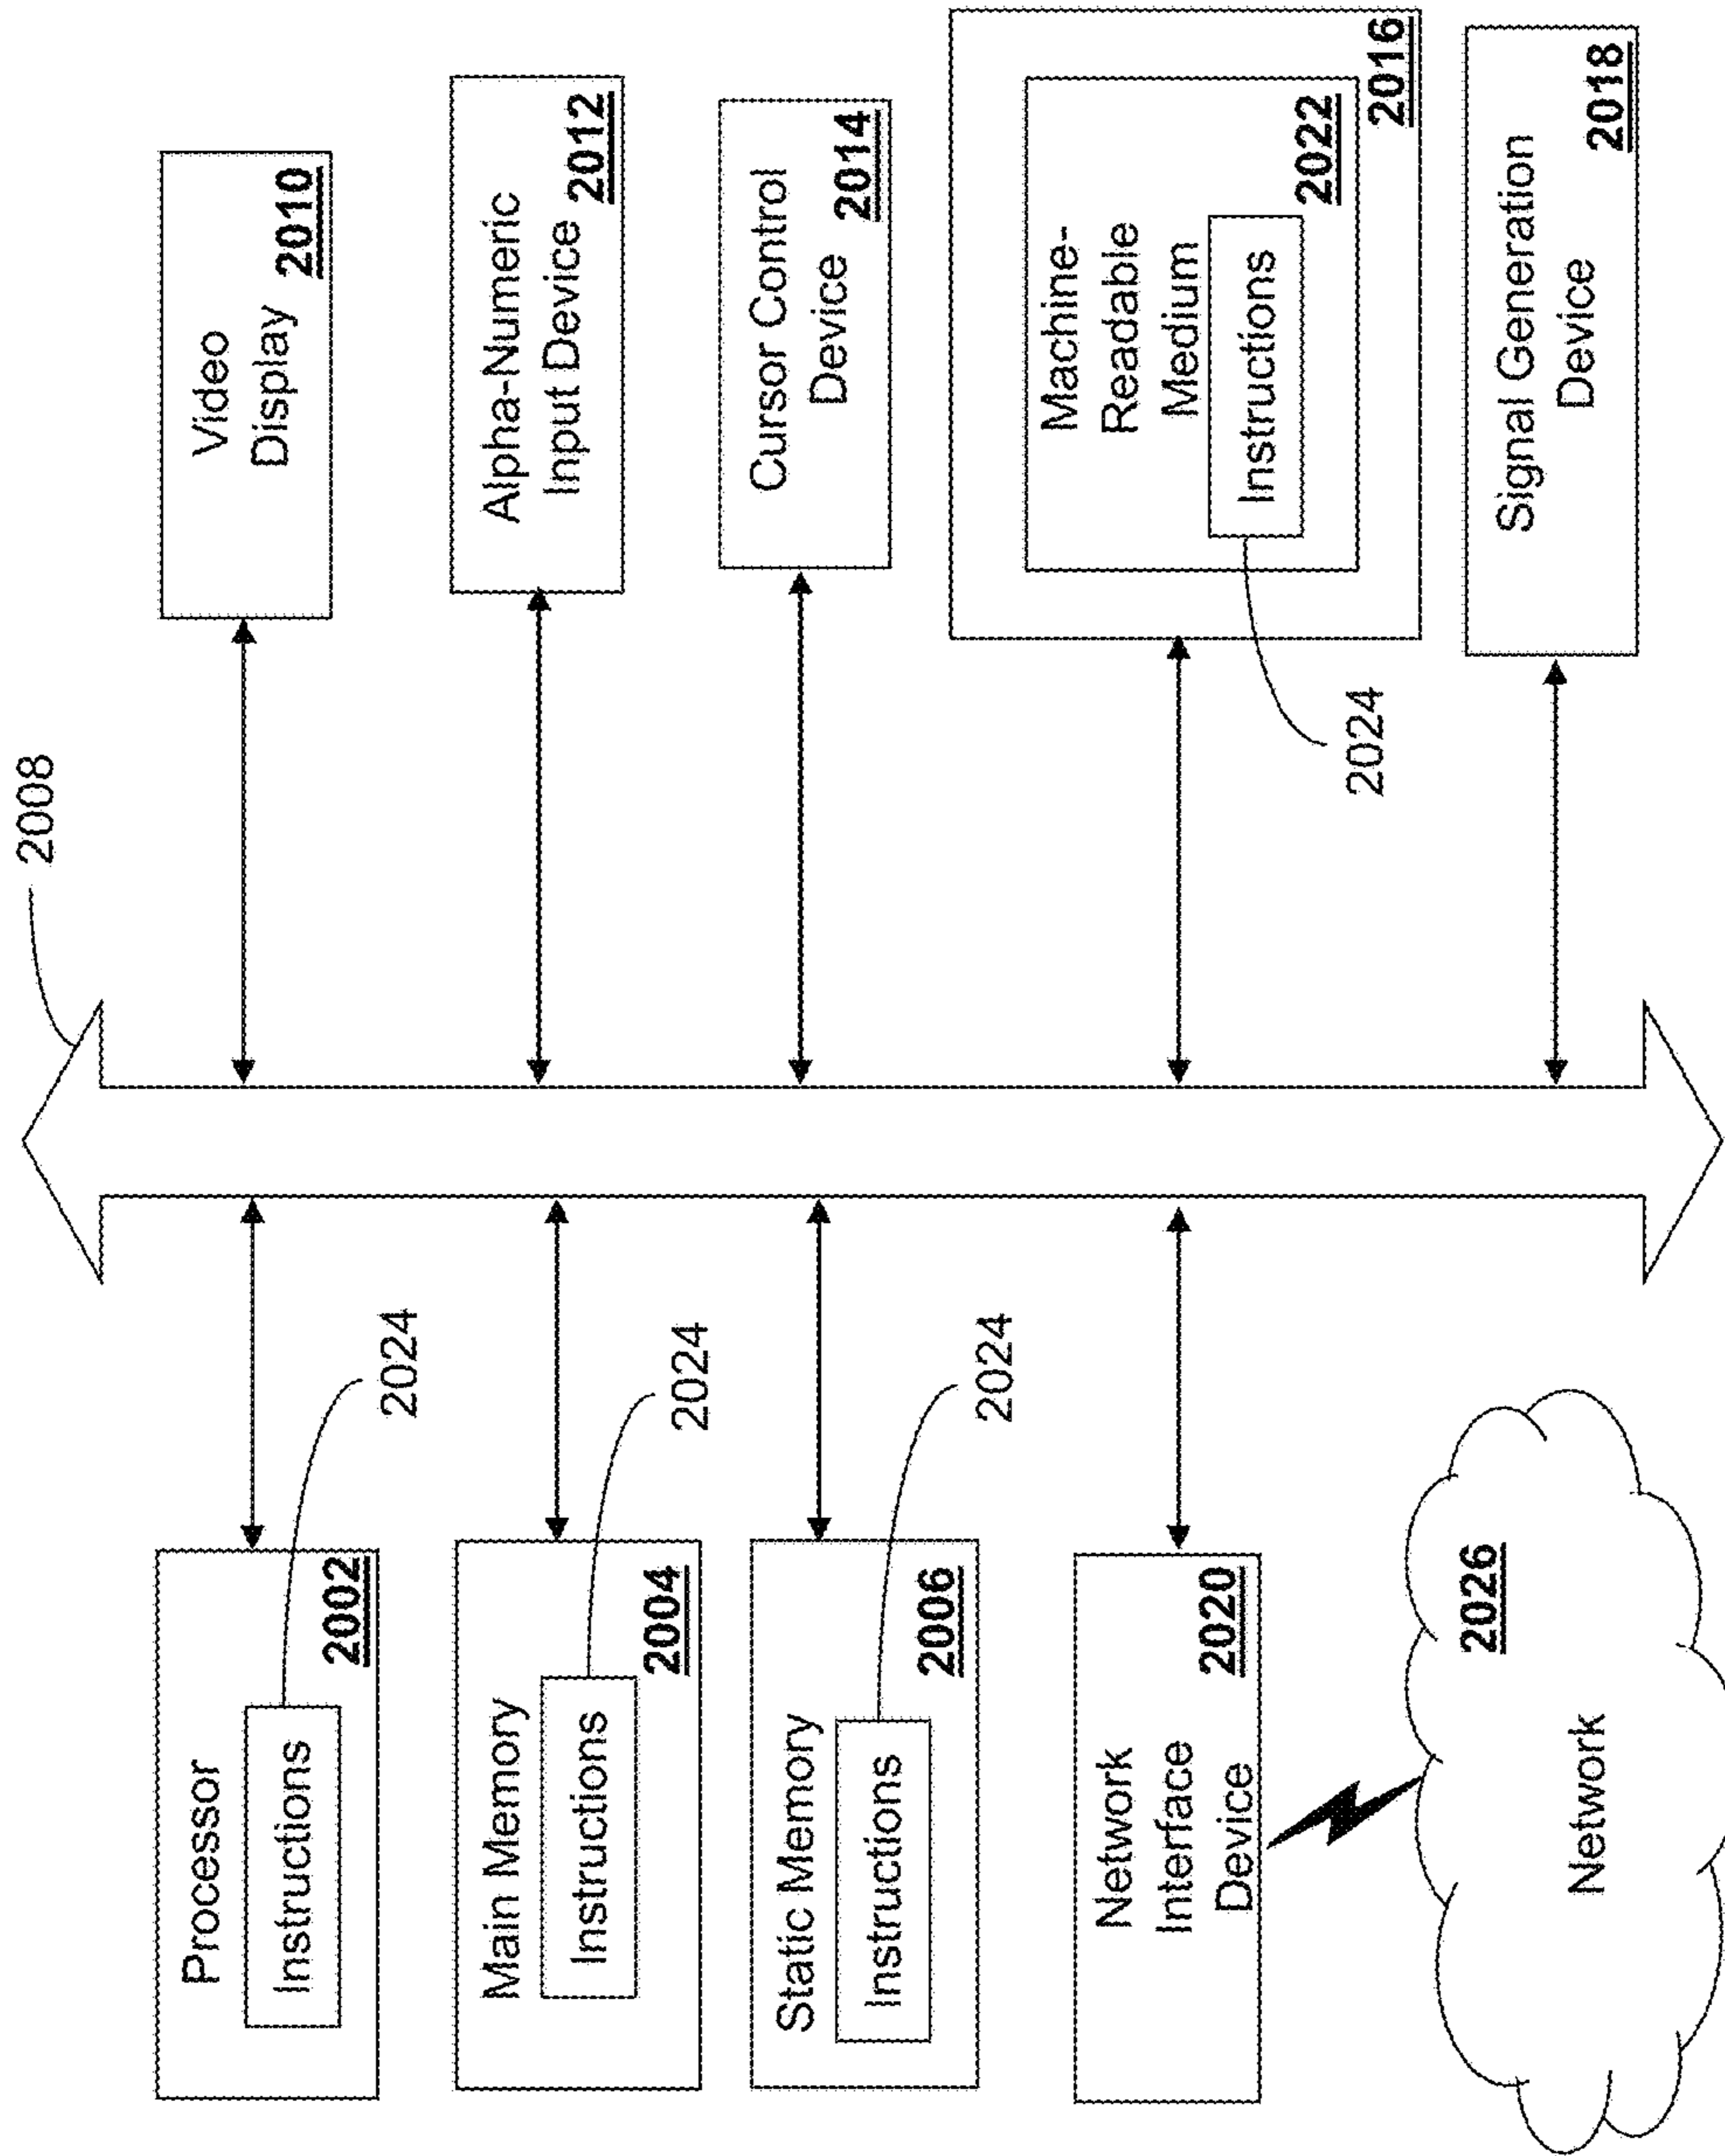 2008
Processor
Instructions
2002
2024
Main Memory
Instructions
2004
2024
Static Memory
Instructions
2006
2024
Network
Interface
Device
2020
2026
Network
Video
Display
2010
Alpha-Numeric
Input Device
2012
Cursor Control
Device
2014
Machine-
Readable
Medium
Instructions
2022
2016
2024
Signal Generation
Device
2018